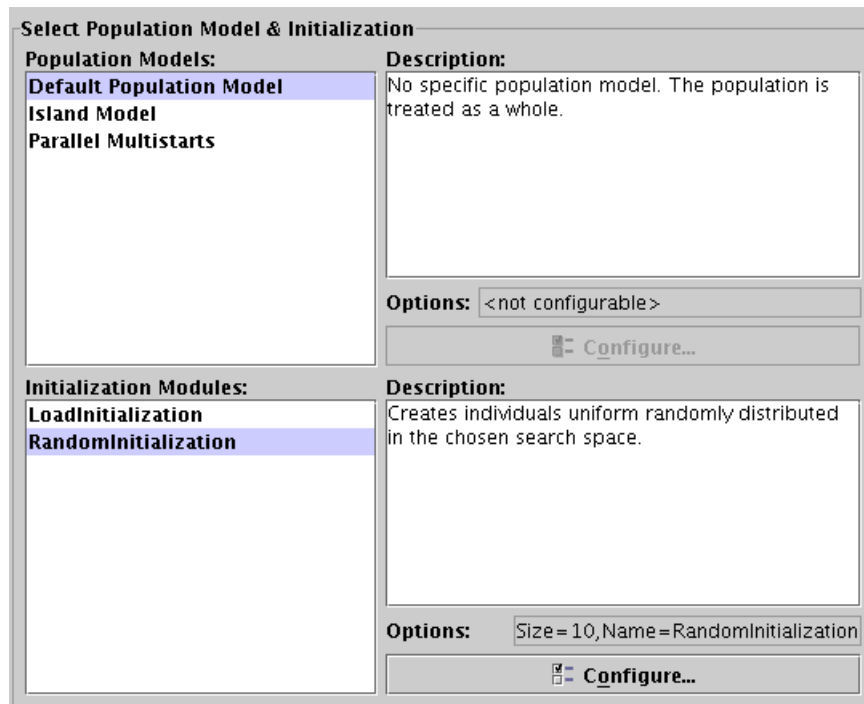 Select Population Model & Initialization
Population Models:
Default Population Model
Island Model
Parallel Multistarts
Description:
No specific population model. The population is
treated as a whole.
Options: <not configurable>
Configure...
Initialization Modules:
LoadInitialization
RandomInitialization
Description:
Creates individuals uniform randomly distributed
in the chosen search space.
Options: Size=10,Name=RandomInitialization
Configure...